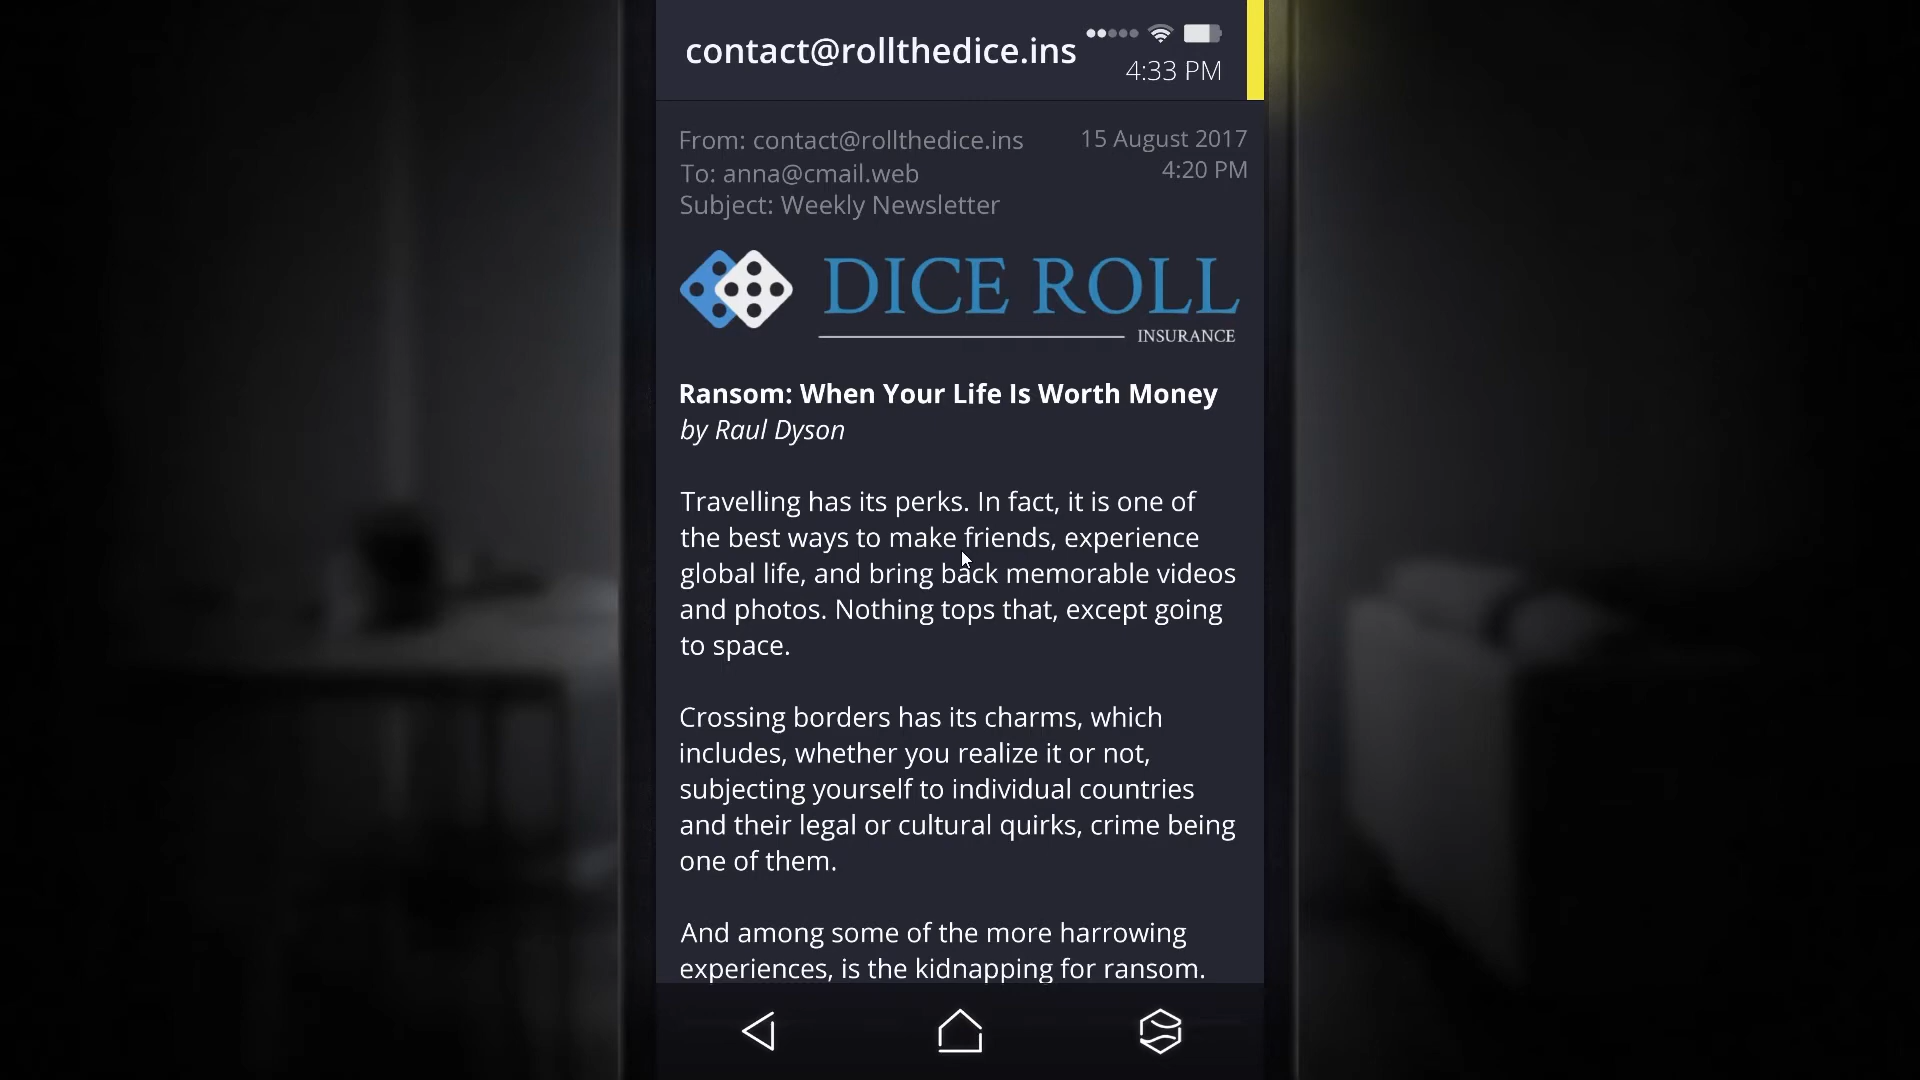 contact@rollthedice.ins
4:33 PM
From: contact@rollthedice.ins
15 August 2017
To: anna@cmail.web
4:20 PM
Subject: Weekly Newsletter
DICE ROLL
INSURANCE
Ransom: When Your Life Is Worth Money
by Raul Dyson
Travelling has its perks. In fact, it is one of
the best ways to make friends, experience
global life, and bring back memorable videos
and photos. Nothing tops that, except going
to space.
Crossing borders has its charms, which
includes, whether you realize it or not,
subjecting yourself to individual countries
and their legal or cultural quirks, crime being
one of them.
And among some of the more harrowing
experiences, is the kidnapping for ransom.